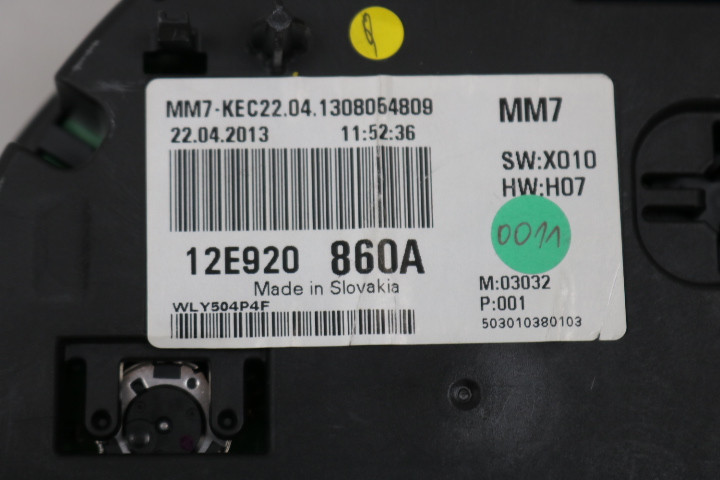 MM7-KEC22.04.1308054809
MM7
22.04.2013 11:52:36
SW:X010
HW:H07
0011
12E920 860A
Made in Slovakia
M:03032
WLY504P4F
P:001
503010380103